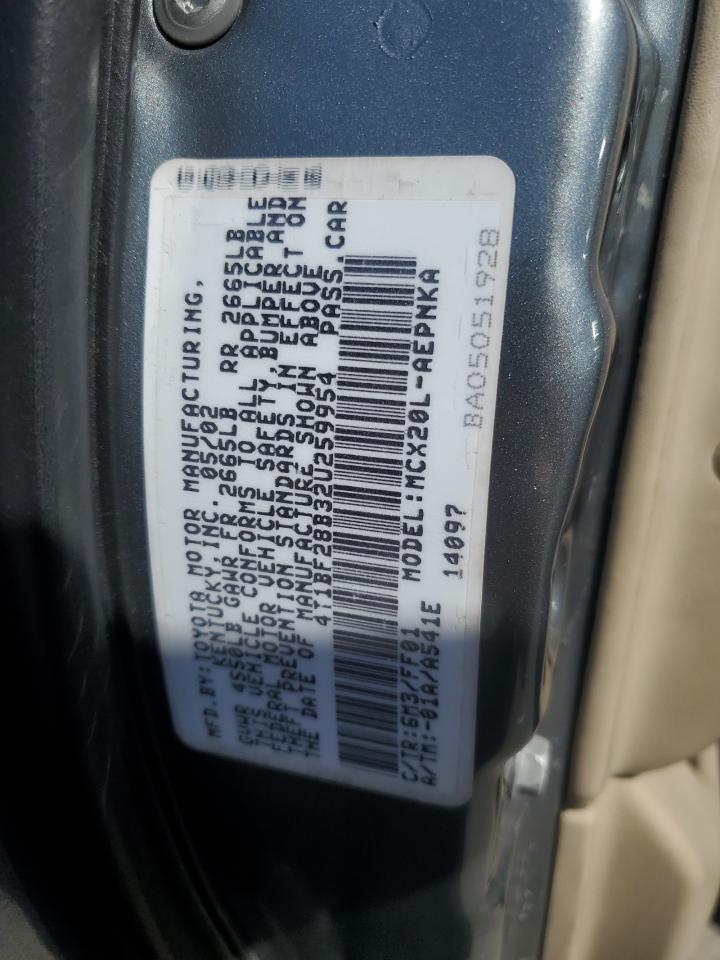 MFD.BY:TOYOTA MOTOR MANUFACTURING,
KENTUCKY,INC. 05/02
GVWR 4550LB GAWR FR 2665LB RR 2665LB
THIS VEHICLE CONFORMS TO ALL APPLICABLE
FEDERAL MOTOR VEHICLE SAFETY,BUMPER AND
THEFT PREVENTION STANDARDS IN EFFECT ON
THE DATE OF MANUFACTURE SHOWN ABOVE
4T1BF28B32U259954 PASS.CAR
C/TR:6M3/FF01 MODEL:MCX20L-AEPNKA
A/TM:-01A/A541E 14097
BA05051928